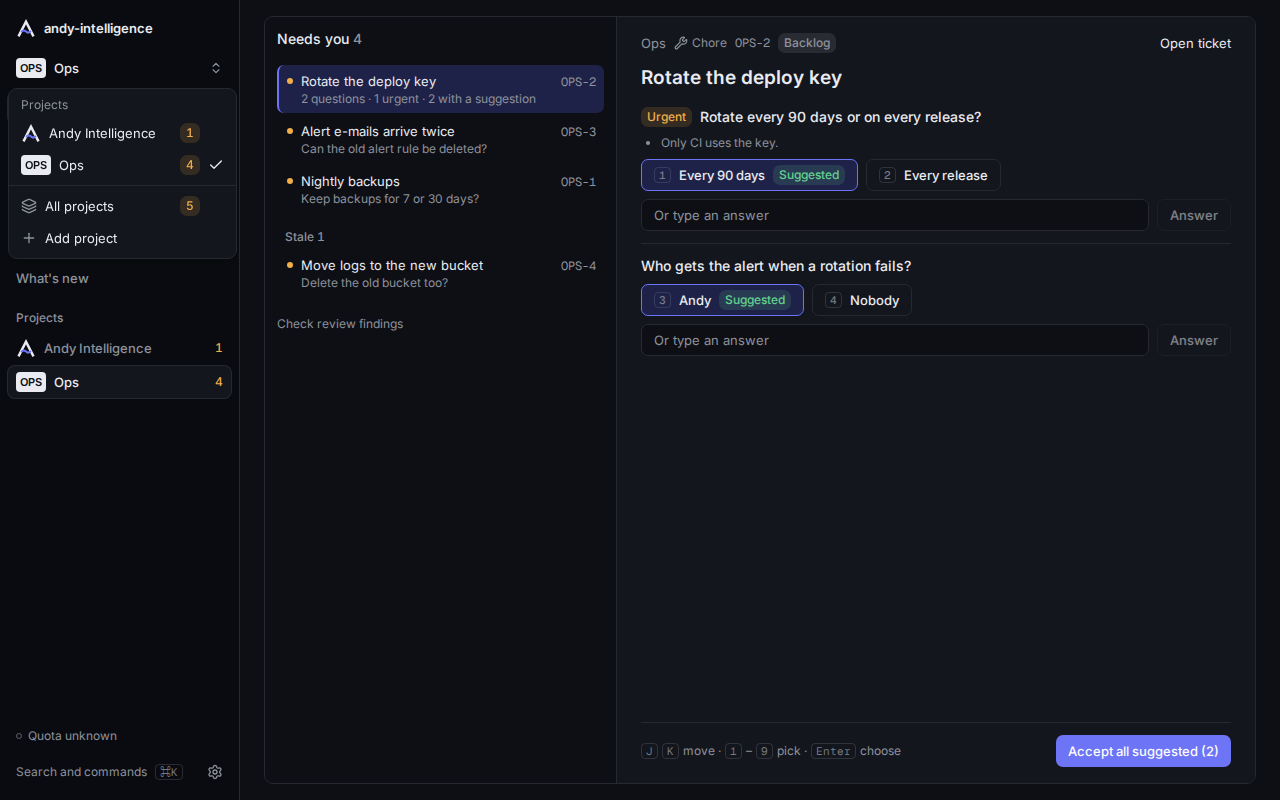 andy-intelligence
OPS Ops
Projects
Andy Intelligence 1
OPS Ops 4
All projects 5
Add project
What's new
Projects
Andy Intelligence 1
OPS Ops 4
Quota unknown
Search and commands ⌘K
Needs you 4
Rotate the deploy key OPS-2
2 questions · 1 urgent · 2 with a suggestion
Alert e-mails arrive twice OPS-3
Can the old alert rule be deleted?
Nightly backups OPS-1
Keep backups for 7 or 30 days?
Stale 1
Move logs to the new bucket OPS-4
Delete the old bucket too?
Check review findings
Ops Chore OPS-2 Backlog Open ticket
Rotate the deploy key
Urgent Rotate every 90 days or on every release?
• Only CI uses the key.
1 Every 90 days Suggested 2 Every release
Or type an answer Answer
Who gets the alert when a rotation fails?
3 Andy Suggested 4 Nobody
Or type an answer Answer
J K move · 1 – 9 pick · Enter choose Accept all suggested (2)